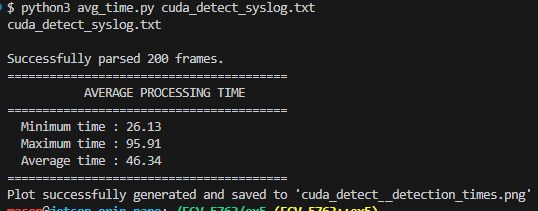 $ python3 avg_time.py cuda_detect_syslog.txt
cuda_detect_syslog.txt
Successfully parsed 200 frames.
========================================
AVERAGE PROCESSING TIME
========================================
Minimum time : 26.13
Maximum time : 95.91
Average time : 46.34
========================================
Plot successfully generated and saved to 'cuda_detect__detection_times.png'